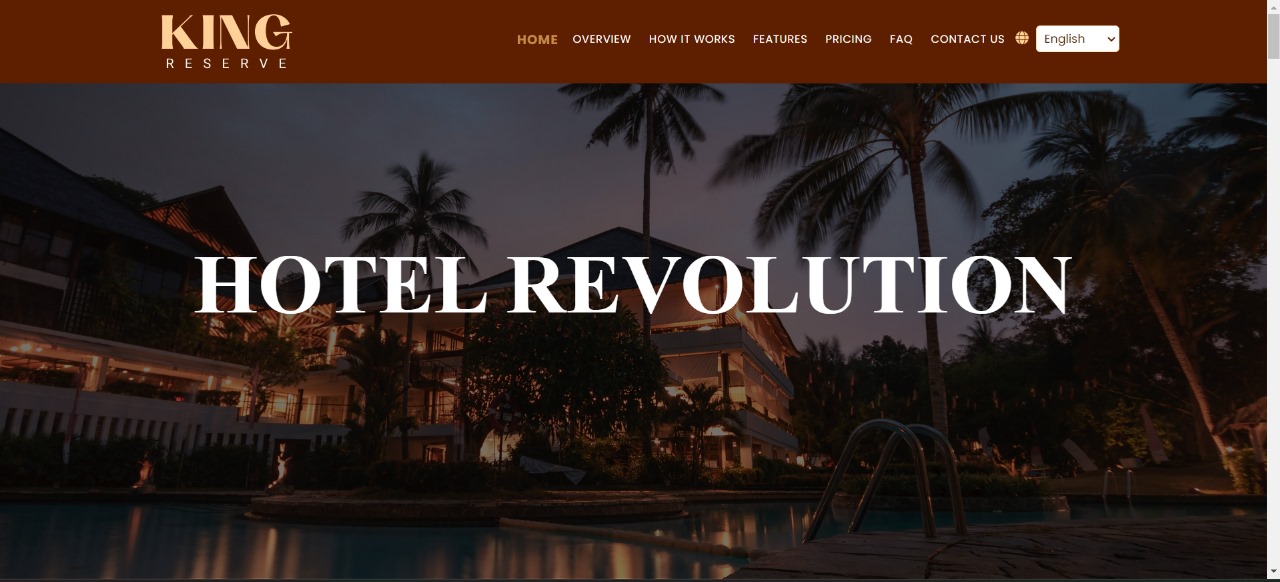 KING
RESERVE
HOME OVERVIEW HOW IT WORKS FEATURES PRICING FAQ CONTACT US English
HOTEL REVOLUTION